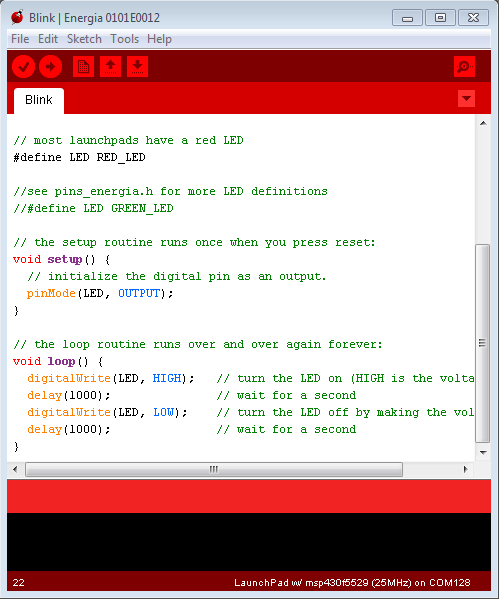 Blink | Energia 0101E0012
File Edit Sketch Tools Help
Blink
// most launchpads have a red LED
#define LED RED_LED
//see pins_energia.h for more LED definitions
//#define LED GREEN_LED
// the setup routine runs once when you press reset:
void setup() {
  // initialize the digital pin as an output.
  pinMode(LED, OUTPUT);
}
// the loop routine runs over and over again forever:
void loop() {
  digitalWrite(LED, HIGH);   // turn the LED on (HIGH is the volta
  delay(1000);               // wait for a second
  digitalWrite(LED, LOW);    // turn the LED off by making the vol
  delay(1000);               // wait for a second
}
22 LaunchPad w/ msp430f5529 (25MHz) on COM128